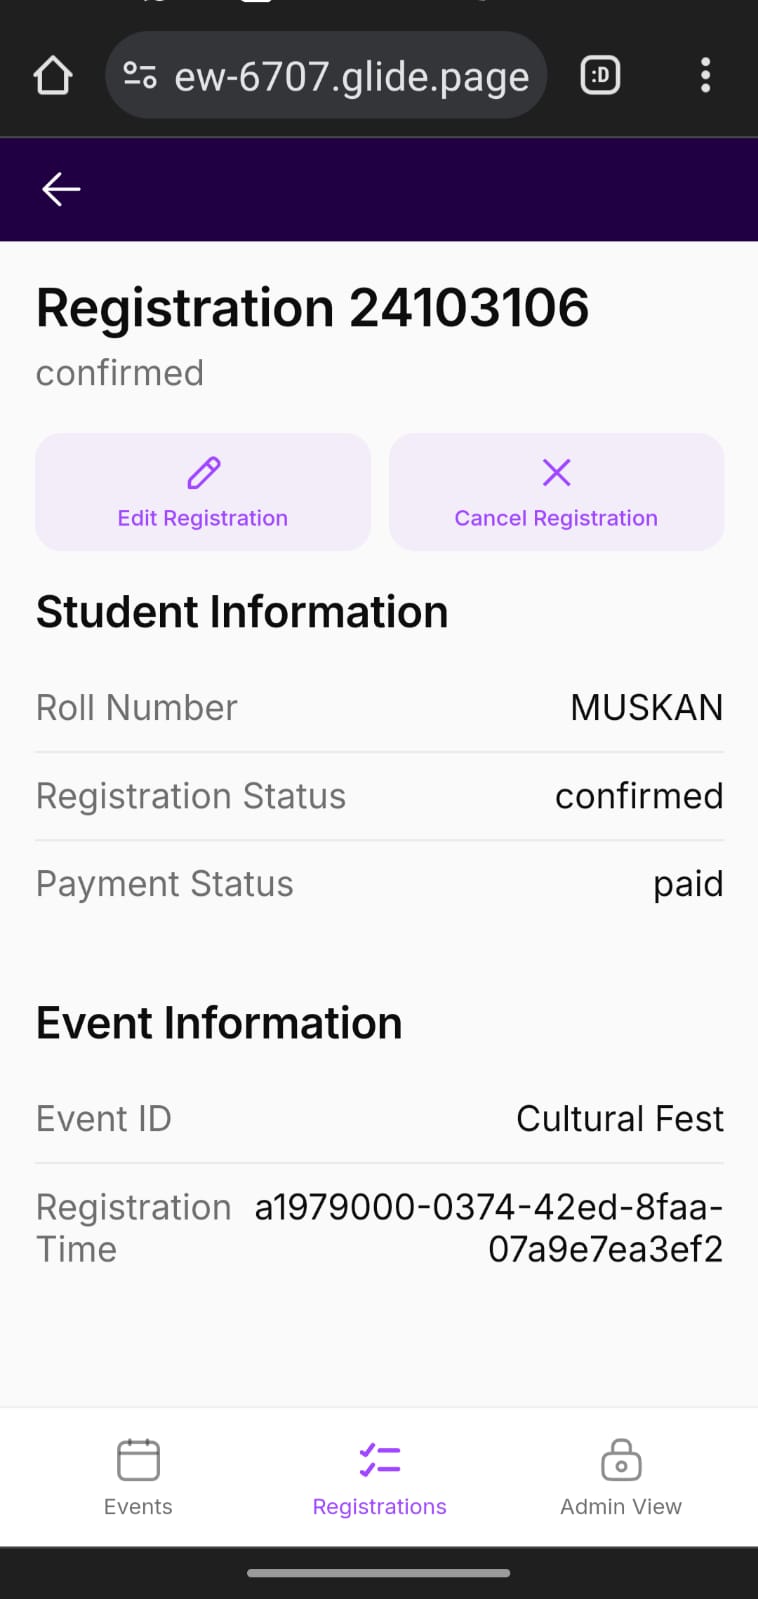 ew-6707.glide.page
:D
Registration 24103106
confirmed
Edit Registration
Cancel Registration
Student Information
Roll Number MUSKAN
Registration Status confirmed
Payment Status paid
Event Information
Event ID Cultural Fest
Registration a1979000-0374-42ed-8faa-
Time 07a9e7ea3ef2
Events
Registrations
Admin View